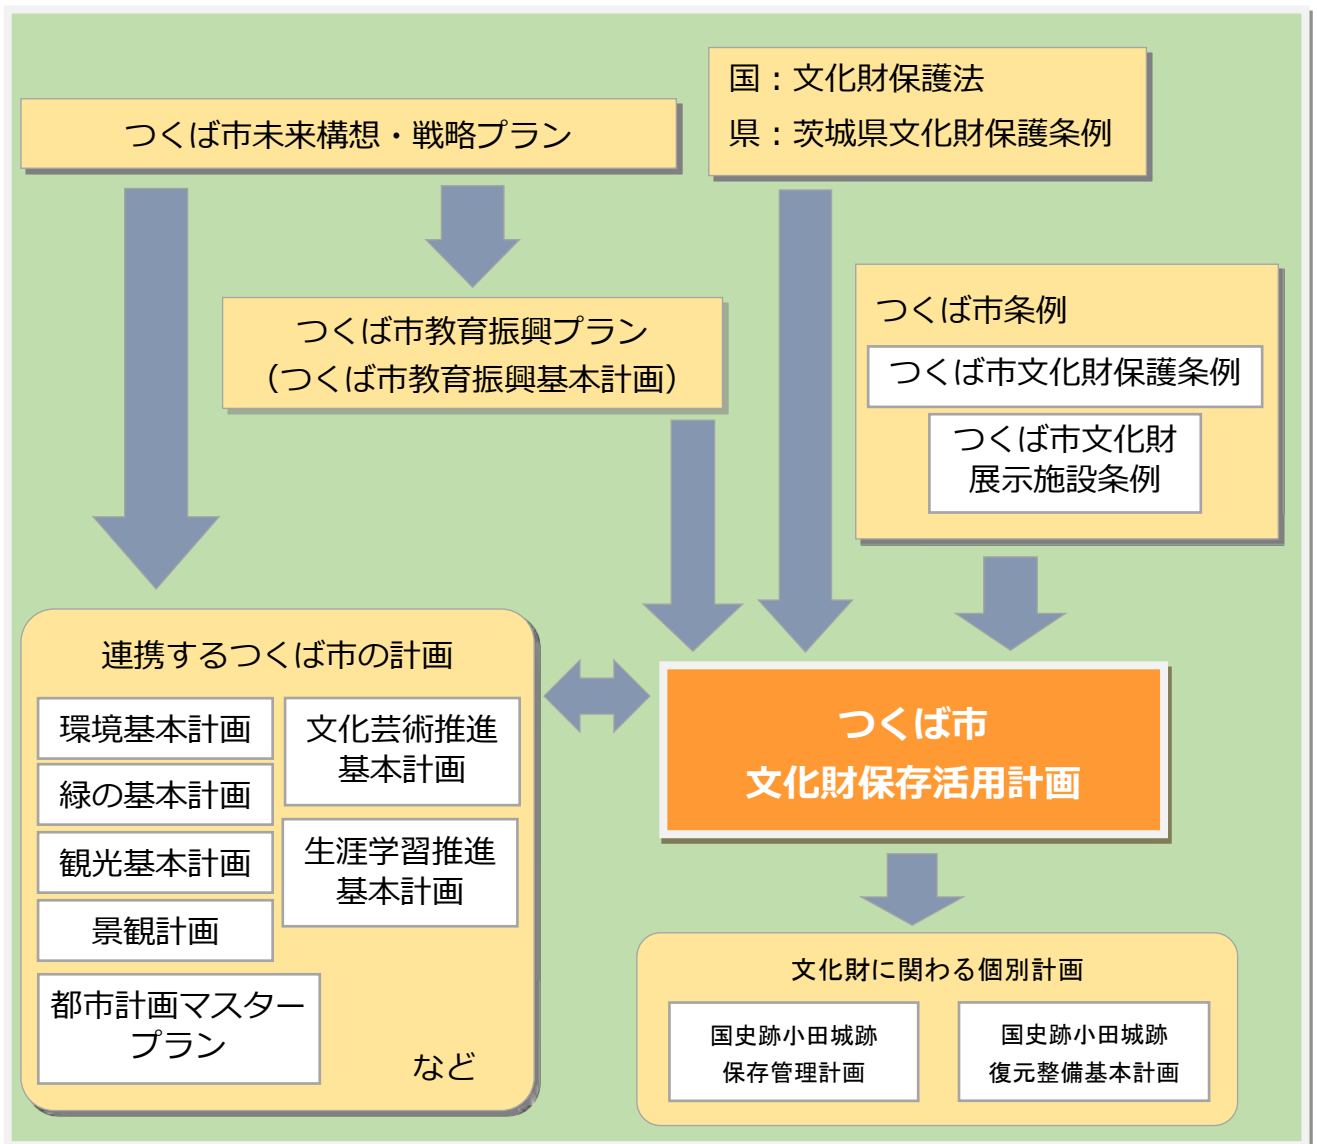 国：文化財保護法
県：茨城県文化財保護条例
つくば市未来構想・戦略プラン
つくば市教育振興プラン
（つくば市教育振興基本計画）
つくば市条例
つくば市文化財保護条例
つくば市文化財
展示施設条例
連携するつくば市の計画
環境基本計画
緑の基本計画
観光基本計画
景観計画
都市計画マスター
プラン
文化芸術推進
基本計画
生涯学習推進
基本計画
など
つくば市
文化財保存活用計画
文化財に関わる個別計画
国史跡小田城跡
保存管理計画
国史跡小田城跡
復元整備基本計画